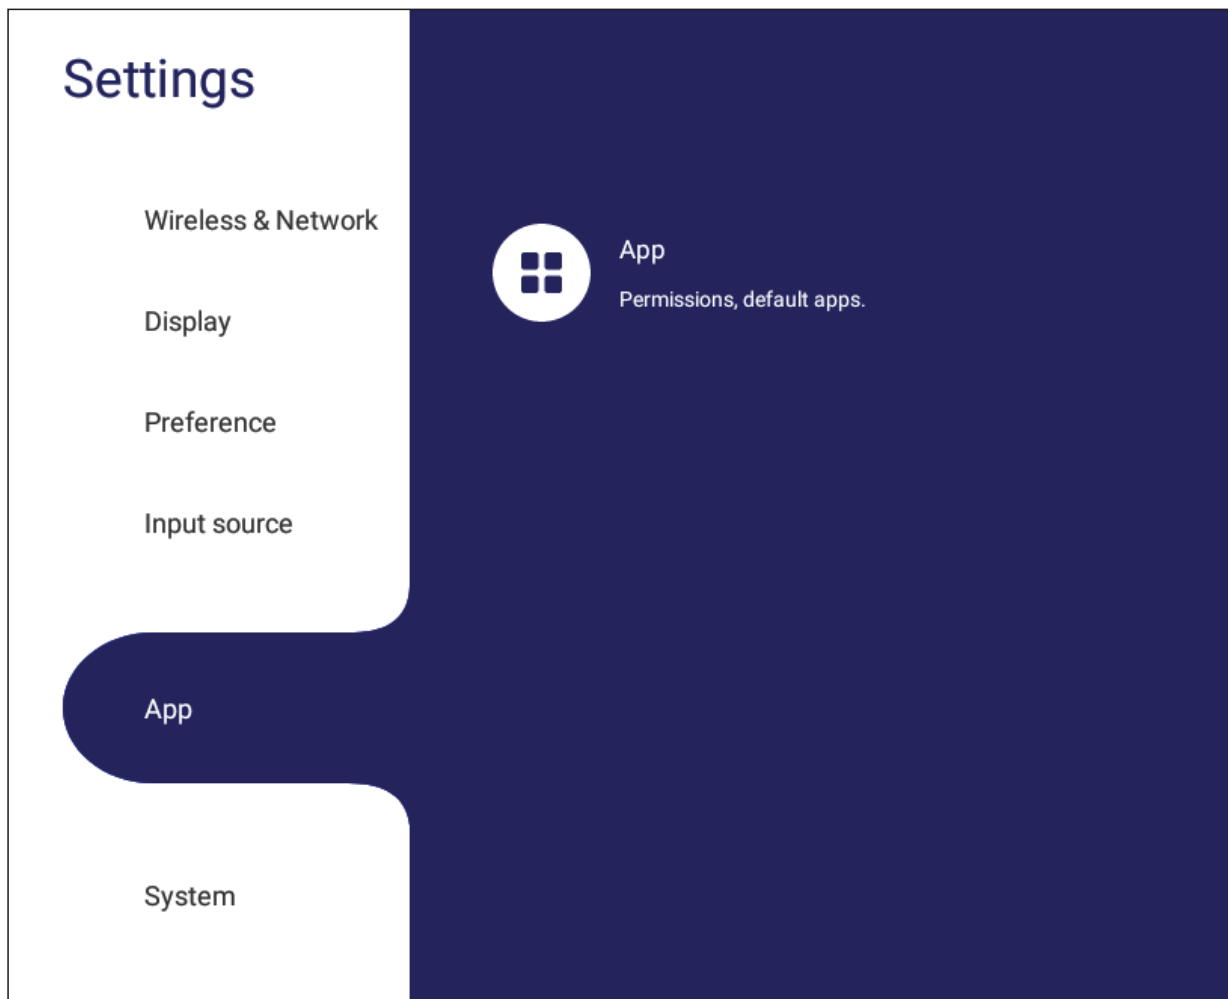 Settings
Wireless & Network
Display
Preference
Input source
App
System
App
Permissions, default apps.